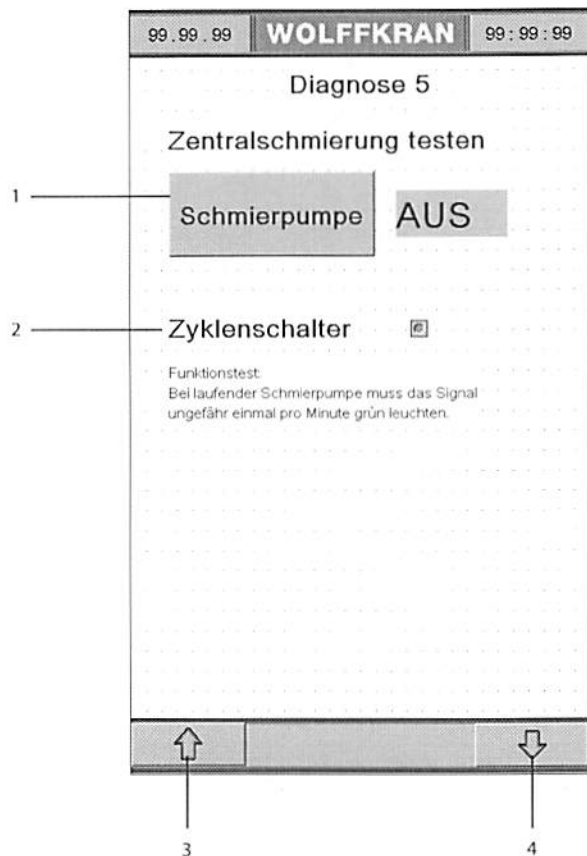 99.99.99 WOLFFKRAN 99:99:99
Diagnose 5
Zentralschmierung testen
1
Schmierpumpe AUS
2
Zyklenschalter
Funktionstest:
Bei laufender Schmierpumpe muss das Signal
ungefähr einmal pro Minute grün leuchten.
3 4